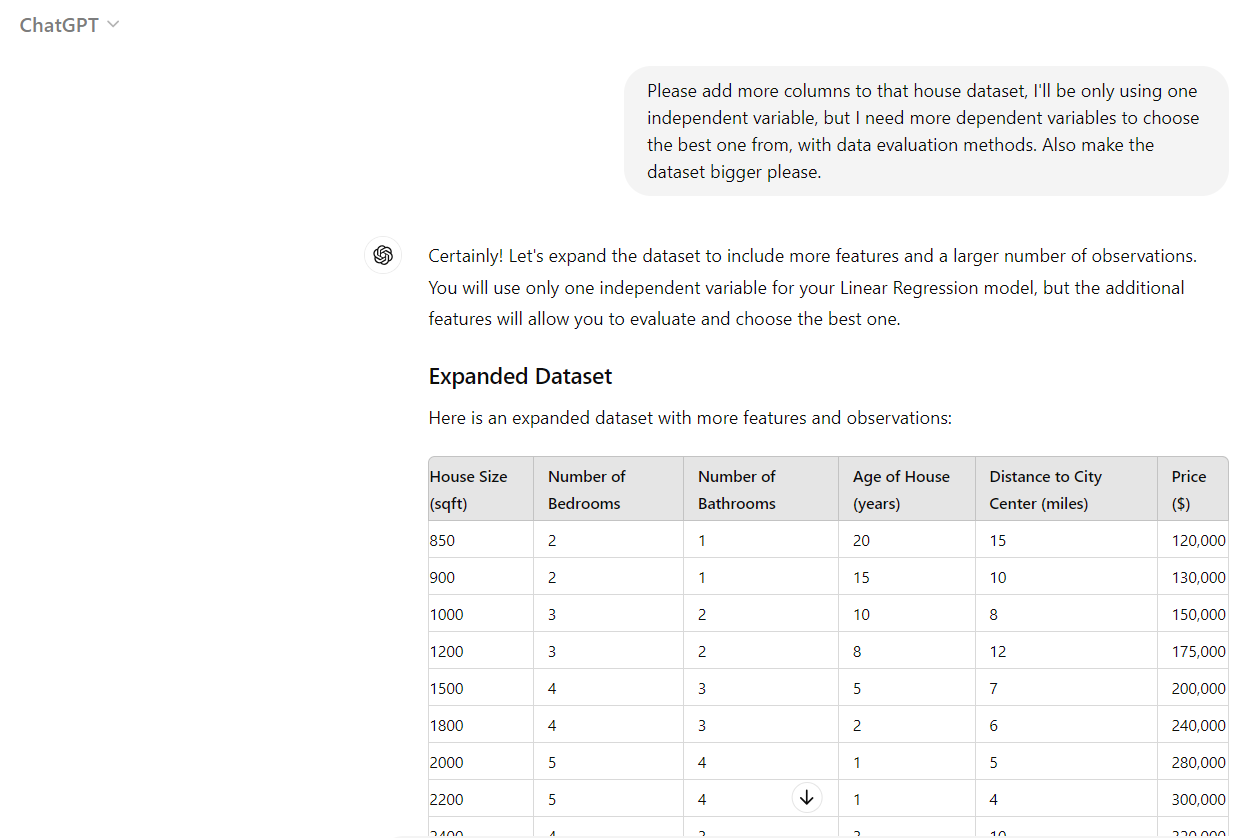 ChatGPT
Please add more columns to that house dataset, I'll be only using one
independent variable, but I need more dependent variables to choose
the best one from, with data evaluation methods. Also make the
dataset bigger please.
Certainly! Let's expand the dataset to include more features and a larger number of observations.
You will use only one independent variable for your Linear Regression model, but the additional
features will allow you to evaluate and choose the best one.
Expanded Dataset
Here is an expanded dataset with more features and observations:
House Size Number of Number of Age of House Distance to City Price
(sqft) Bedrooms Bathrooms (years) Center (miles) ($)
850 2 1 20 15 120,000
900 2 1 15 10 130,000
1000 3 2 10 8 150,000
1200 3 2 8 12 175,000
1500 4 3 5 7 200,000
1800 4 3 2 6 240,000
2000 5 4 1 5 280,000
2200 5 4 1 4 300,000